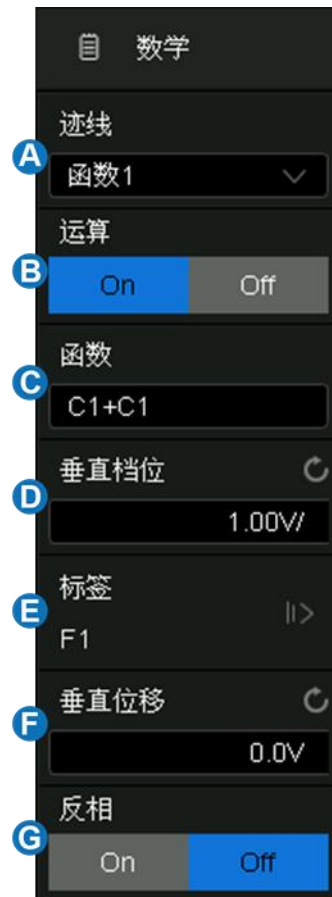 数学
迹线
A
函数1
运算
B
On Off
函数
C
C1+C1
垂直档位
D
1.00V/
标签
E
F1
垂直位移
F
0.0V
反相
G
On Off